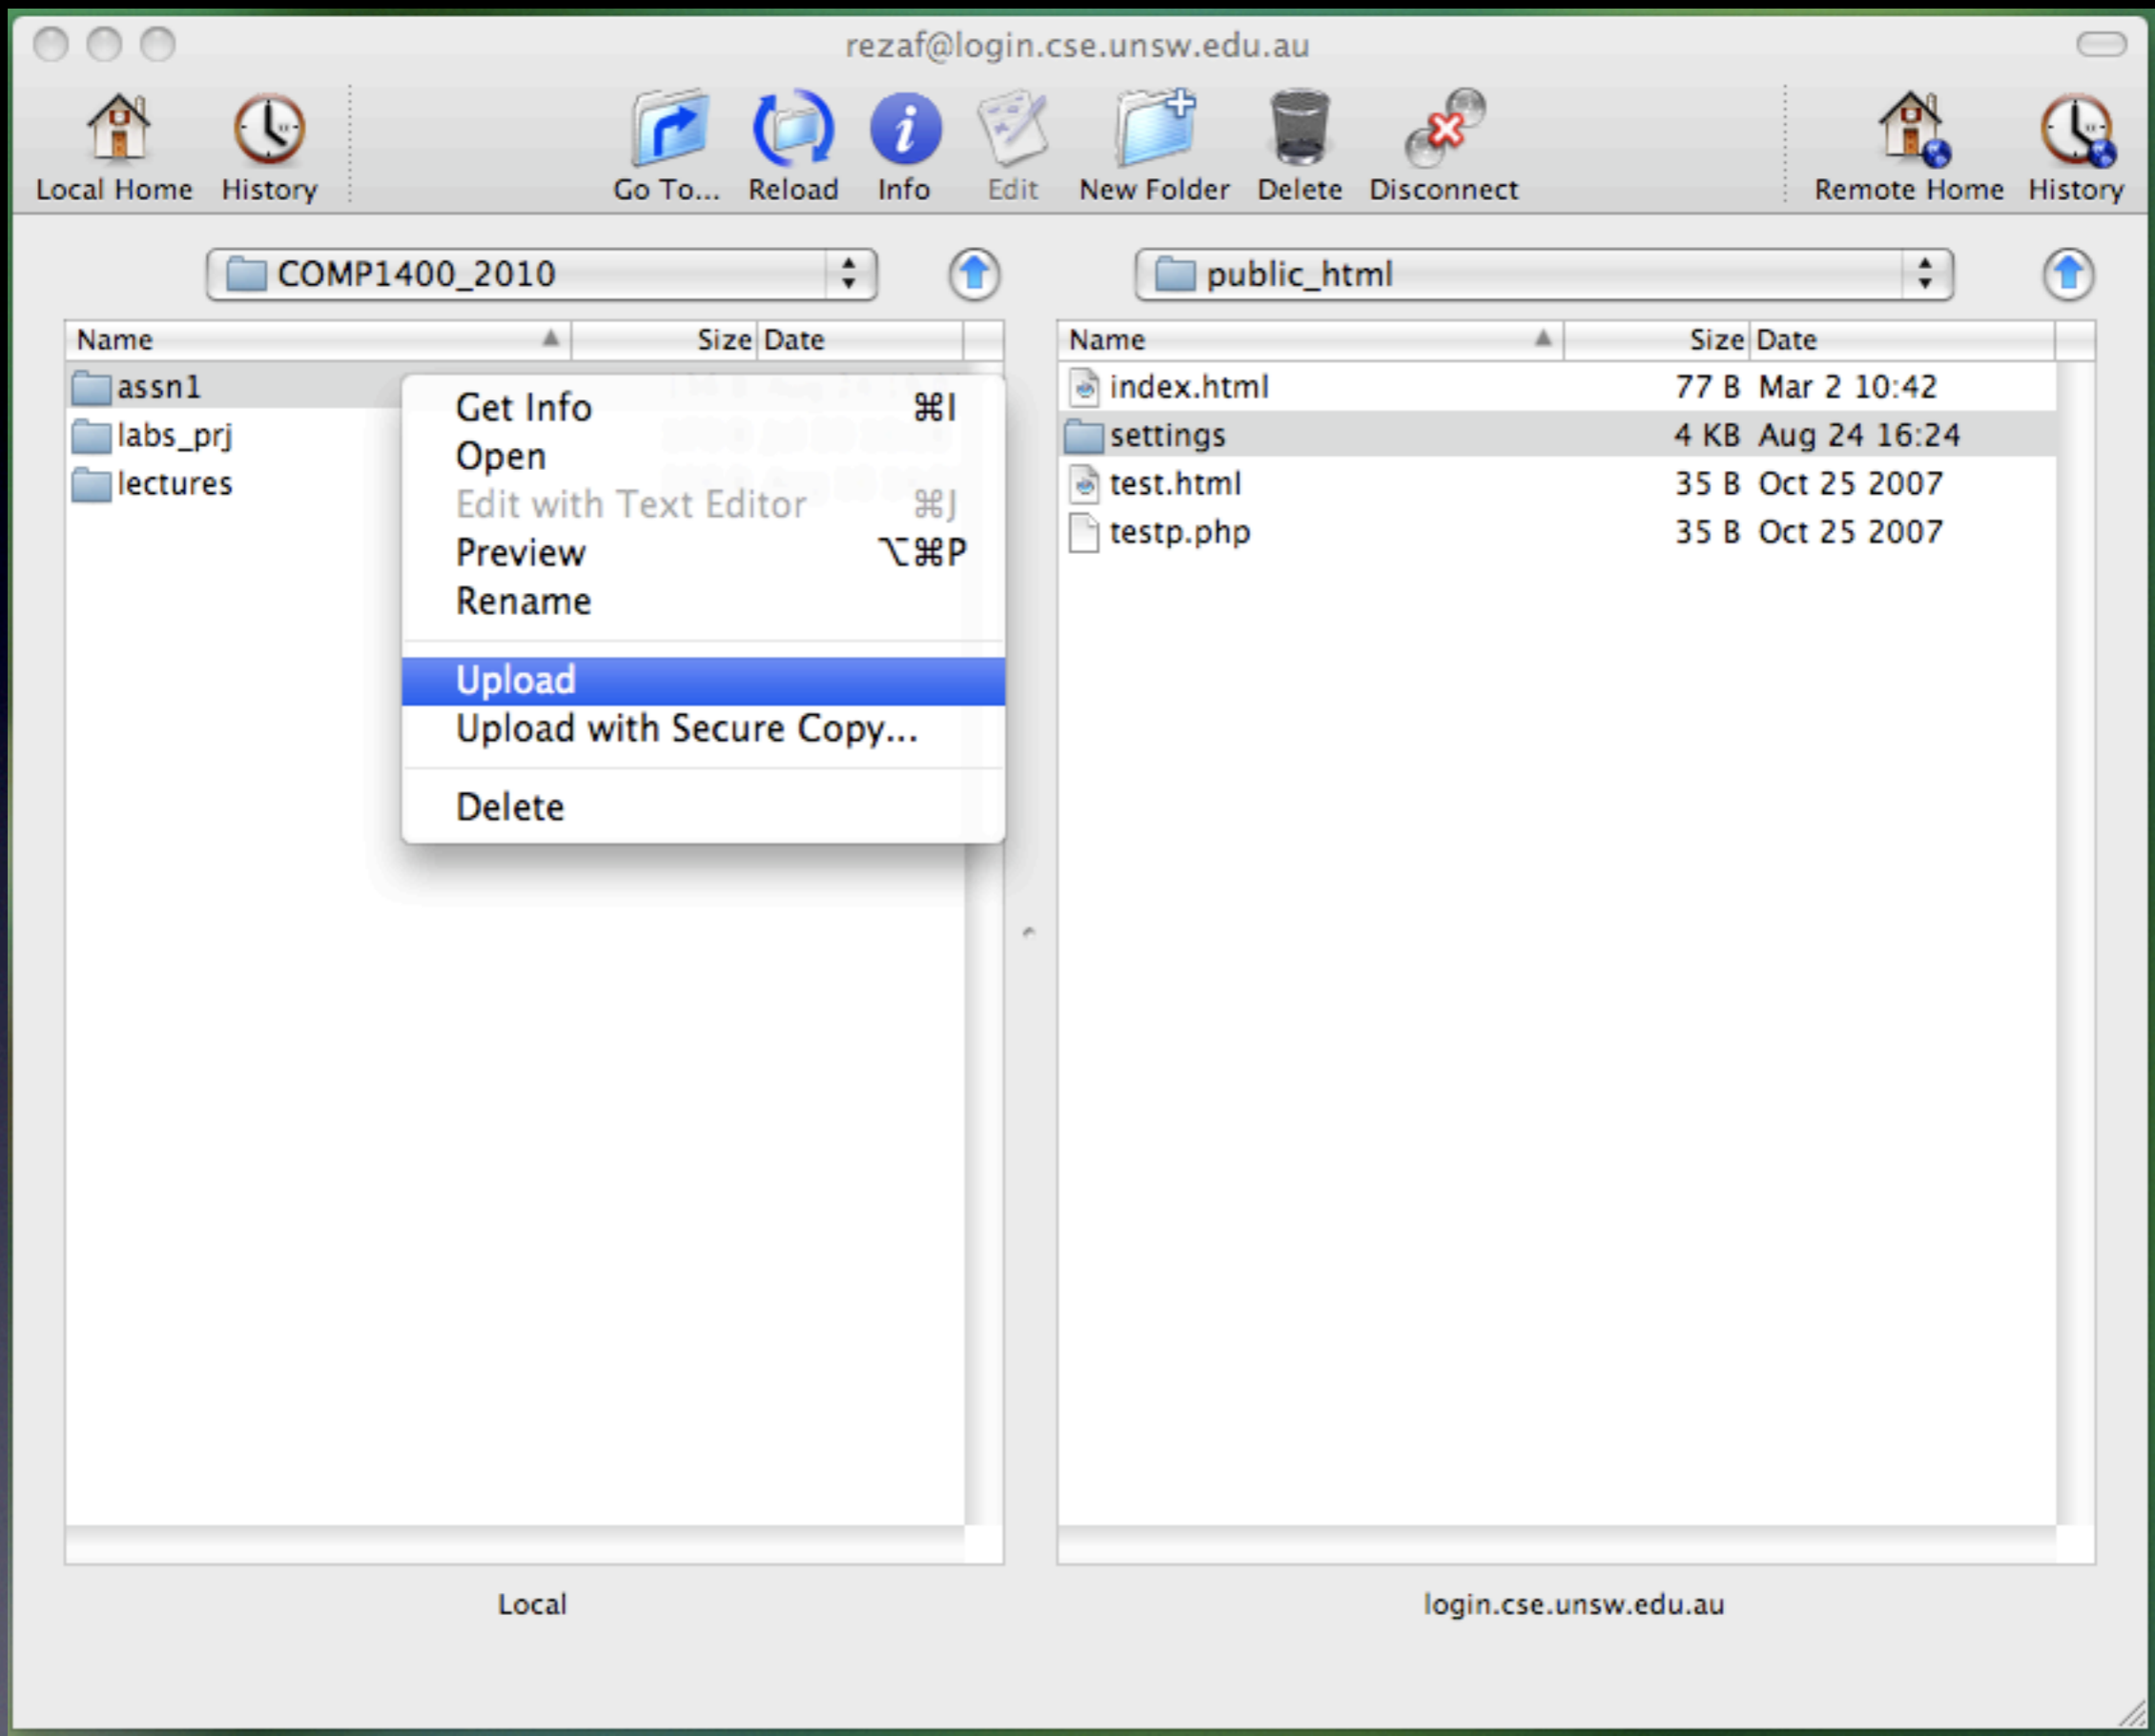 rezaf@login.cse.unsw.edu.au
Local Home History Go To... Reload Info Edit New Folder Delete Disconnect Remote Home History
COMP1400_2010
public_html
Name Size Date
assn1
labs_prj
lectures
Get Info ⌘I
Open
Edit with Text Editor ⌘J
Preview ⌥⌘P
Rename
Upload
Upload with Secure Copy...
Delete
Name Size Date
index.html 77 B Mar 2 10:42
settings 4 KB Aug 24 16:24
test.html 35 B Oct 25 2007
testp.php 35 B Oct 25 2007
Local
login.cse.unsw.edu.au